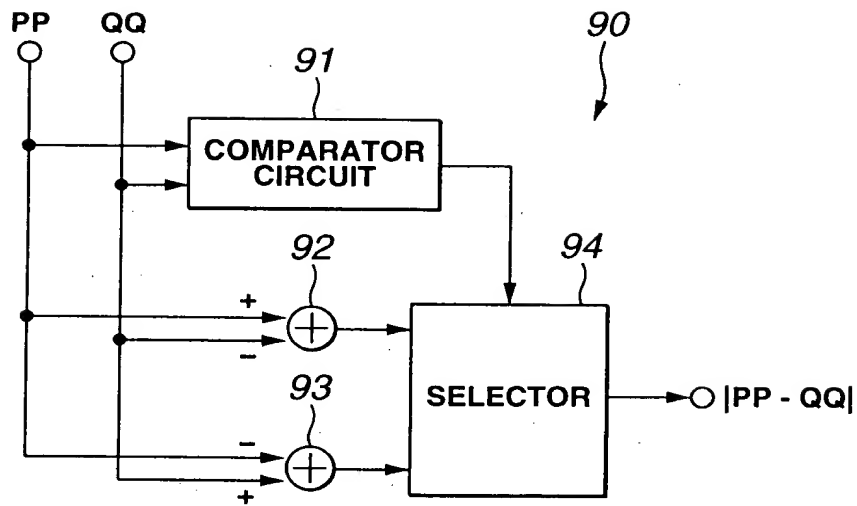 PP
QQ
90
91
COMPARATOR
CIRCUIT
92
94
+
-
SELECTOR
|PP - QQ|
93
-
+